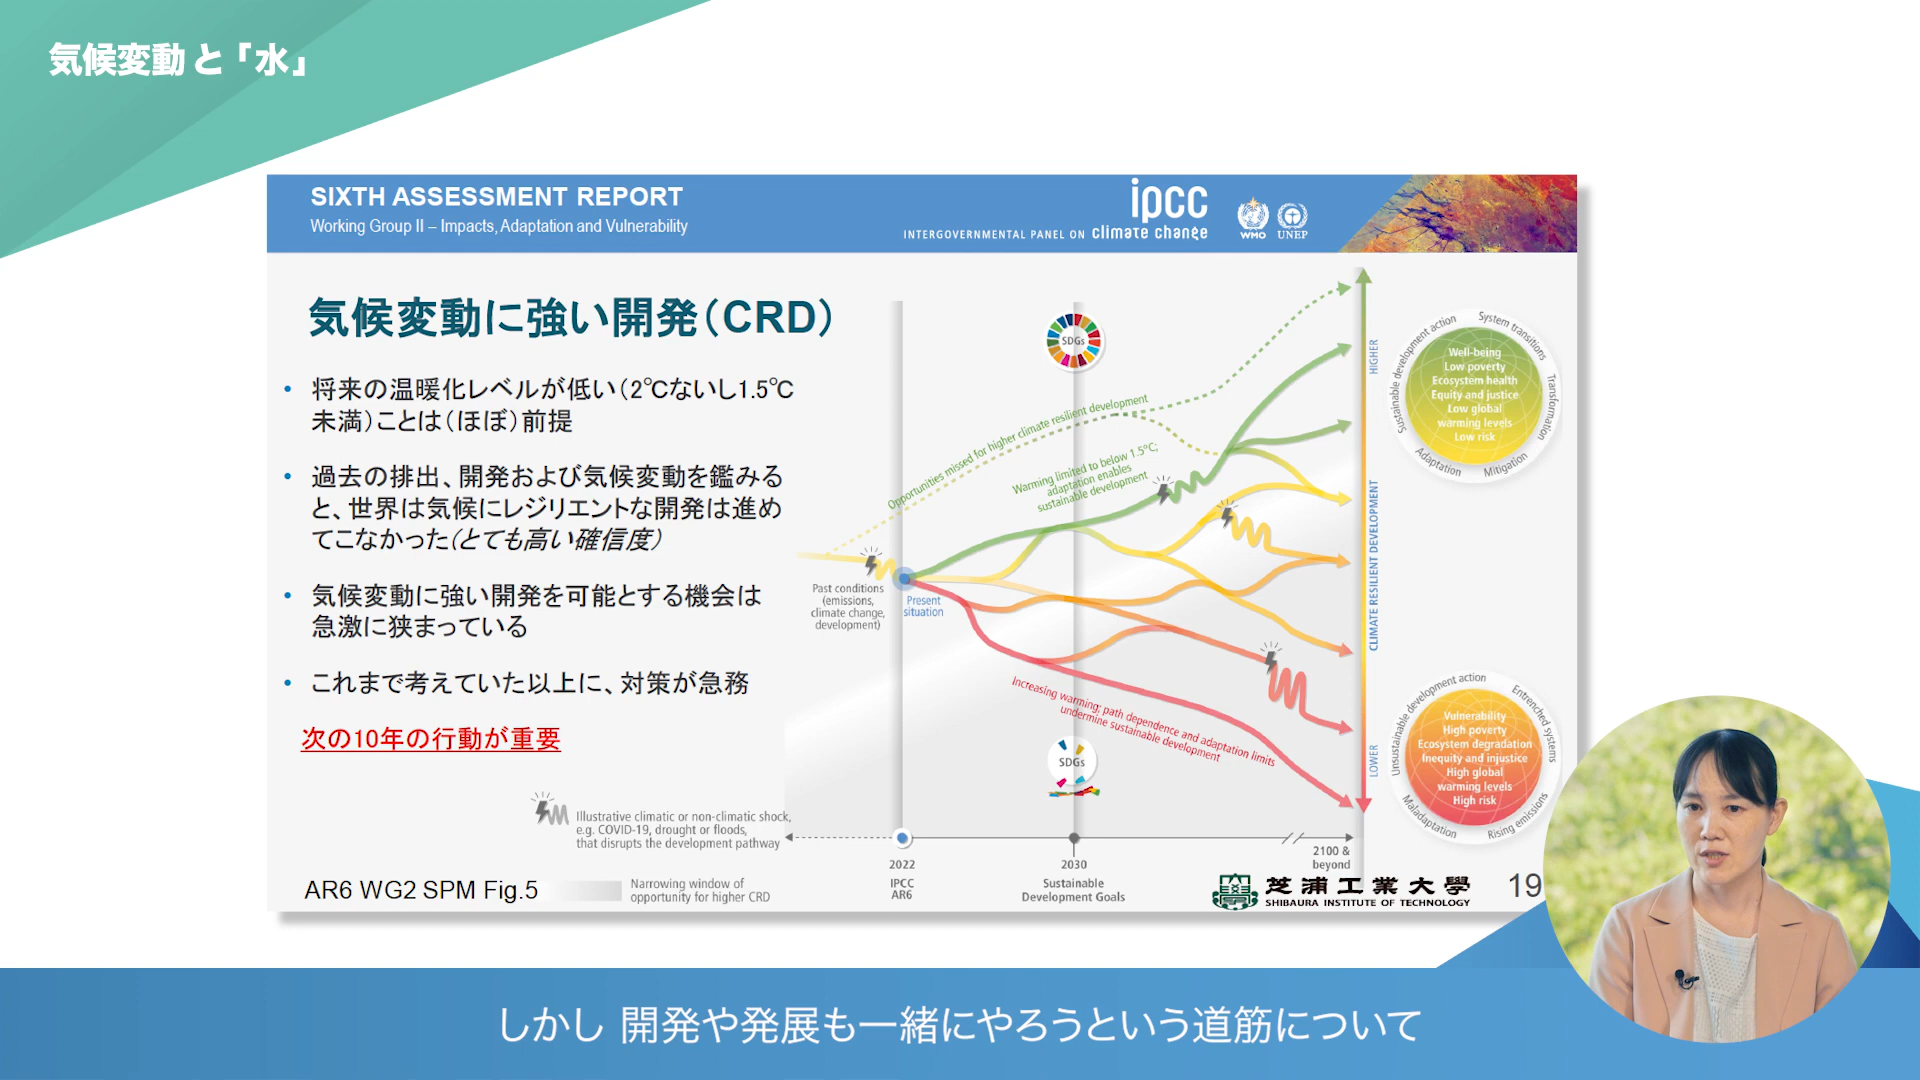 気候変動と「水」
SIXTH ASSESSMENT REPORT
Working Group II – Impacts, Adaptation and Vulnerability
ipcc
INTERGOVERNMENTAL PANEL ON climate change
WMO
UNEP
気候変動に強い開発（CRD）
• 将来の温暖化レベルが低い（2℃ないし1.5℃
未満）ことは（ほぼ）前提
• 過去の排出、開発および気候変動を鑑みる
と、世界は気候にレジリエントな開発は進め
てこなかった（とても高い確信度）
• 気候変動に強い開発を可能とする機会は
急激に狭まっている
• これまで考えていた以上に、対策が急務
次の10年の行動が重要
SDGs
Opportunities missed for higher climate resilient development
Warming limited to below 1.5°C;
adaptation enables
sustainable development
Past conditions
(emissions,
climate change,
development)
Present
situation
Increasing warming; path dependence and adaptation limits
undermine sustainable development
SDGs
HIGHER
CLIMATE RESILIENT DEVELOPMENT
LOWER
Sustainable development action
System transitions
Transformation
Mitigation
Adaptation
Well-being
Low poverty
Ecosystem health
Equity and justice
Low global
warming levels
Low risk
Unsustainable development action
Entrenched systems
Rising emissions
Maladaptation
Vulnerability
High poverty
Ecosystem degradation
Inequity and injustice
High global
warming levels
High risk
Illustrative climatic or non-climatic shock,
e.g. COVID-19, drought or floods,
that disrupts the development pathway
2022
IPCC
AR6
2030
Sustainable
Development Goals
2100 &
beyond
AR6 WG2 SPM Fig.5
Narrowing window of
opportunity for higher CRD
芝浦工業大學
SHIBAURA INSTITUTE OF TECHNOLOGY
19
しかし 開発や発展も一緒にやろうという道筋について